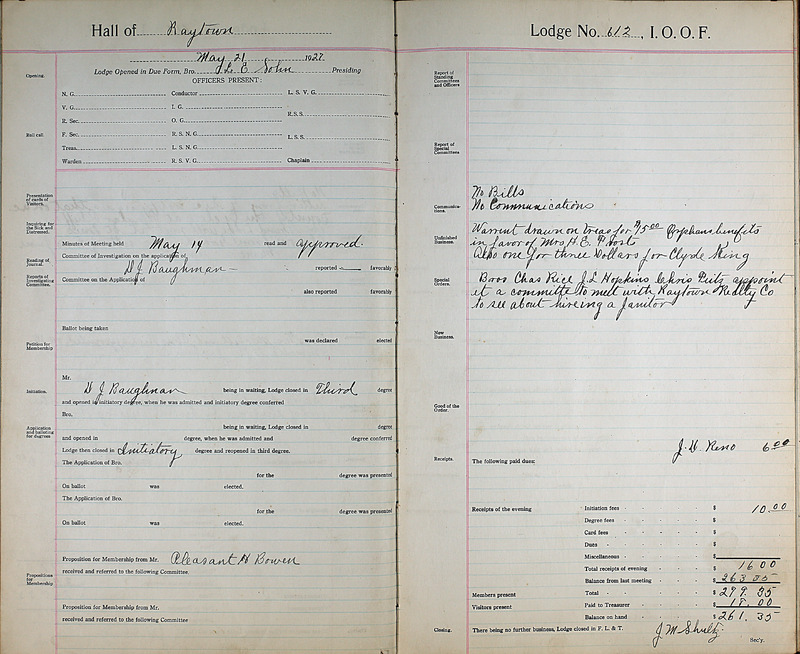 Hall of Raytown
May 21, 1927
Lodge Opened in Due Form, Bro. John Presiding
OFFICERS PRESENT:
Opening.
N. G. Conductor L. S. V. G.
V. G. I. G.
R. S. S.
R. Sec. O. G.
Roll call. F. Sec. R. S. N. G.
L. S. S.
Treas. L. S. N. G.
Warden R. S. V. G. Chaplain
Presentation of cards of Visitors.
Inquiring for the Sick and Distressed.
Minutes of Meeting held May 14 read and approved.
Reading of Journal.
Committee of Investigation on the application of
D J Baughman reported favorably
Reports of Investigating Committee.
Committee on the Application of
also reported favorably
Ballot being taken
was declared elected
Petition for Membership
Mr.
Initiation. D J Baughman being in waiting, Lodge closed in Third degree
and opened in initiatory degree, when he was admitted and initiatory degree conferred
Bro.
Application and balloting for degrees
being in waiting, Lodge closed in degree
and opened in degree, when he was admitted and degree conferred
Lodge then closed in Initiatory degree and reopened in third degree.
The Application of Bro.
for the degree was presented
On ballot was elected.
The Application of Bro.
for the degree was presented
On ballot was elected.
Proposition for Membership from Mr. Pleasant H Bowen
Propositions for Membership
received and referred to the following Committee
Proposition for Membership from Mr.
received and referred to the following Committee
Lodge No. 612, I. O. O. F.
Report of Standing Committees and Officers
Report of Special Committees
No Bills
Communications. No Communications
Unfinished Business. Warrent drawn on treas for $75.00 Orphans benefits
in favor of Mrs H. E.
Also one for three Dollars for Clyde King
Special Orders. Bros Chas Rice J L Hopkins Chris appoint
et a committe to meet with Raytown Realty Co
to see about hireing a Janitor
New Business.
Good of the Order.
J. H. Reno 6.00
Receipts. The following paid dues:
Receipts of the evening Initiation fees $ 10.00
Degree fees $
Card fees $
Dues $
Miscellaneous $
Total receipts of evening $ 16 00
Balance from last meeting $ 263 35
Members present Total $ 279. 35
Visitors present Paid to Treasurer $ 18. 00
Balance on hand $ 261. 35
Closing. There being no further business, Lodge closed in F. L. & T. J M Shultz Sec'y.